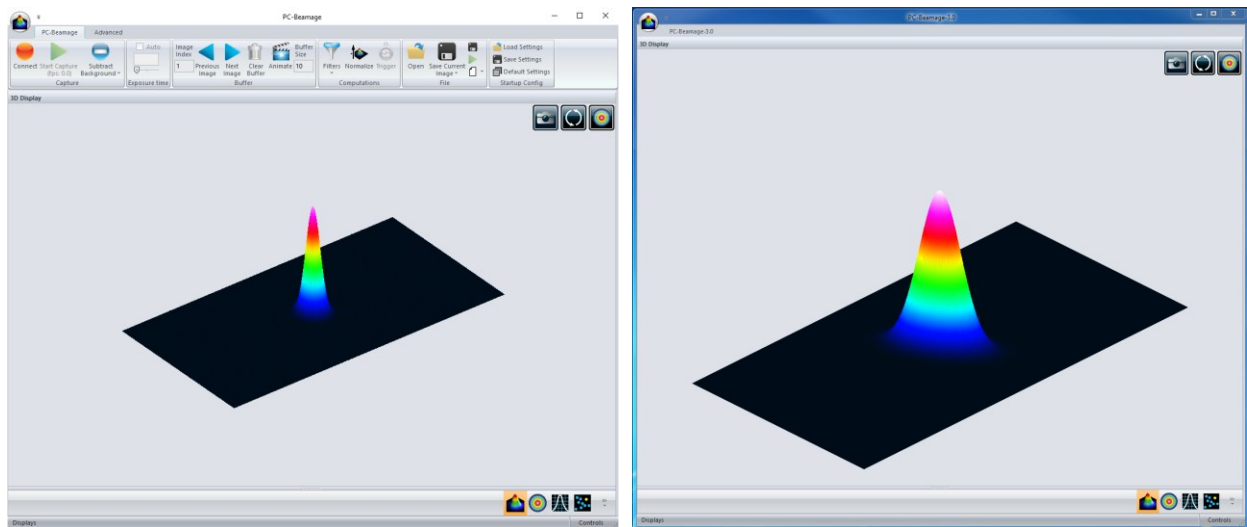 PC-Beamage
PC-Beamage Advanced
Auto
Image Index
1
Buffer Size
10
Connect Start Capture (fps: 0.0) Subtract Background
Previous Image Next Image Clear Buffer Animate
Filters Normalize Trigger
Open Save Current Image
Load Settings
Save Settings
Default Settings
Capture Exposure time Buffer Computations File Startup Config
3D Display
Displays Controls
PC-Beamage-3.0
PC-Beamage-3.0
3D Display
Displays Controls